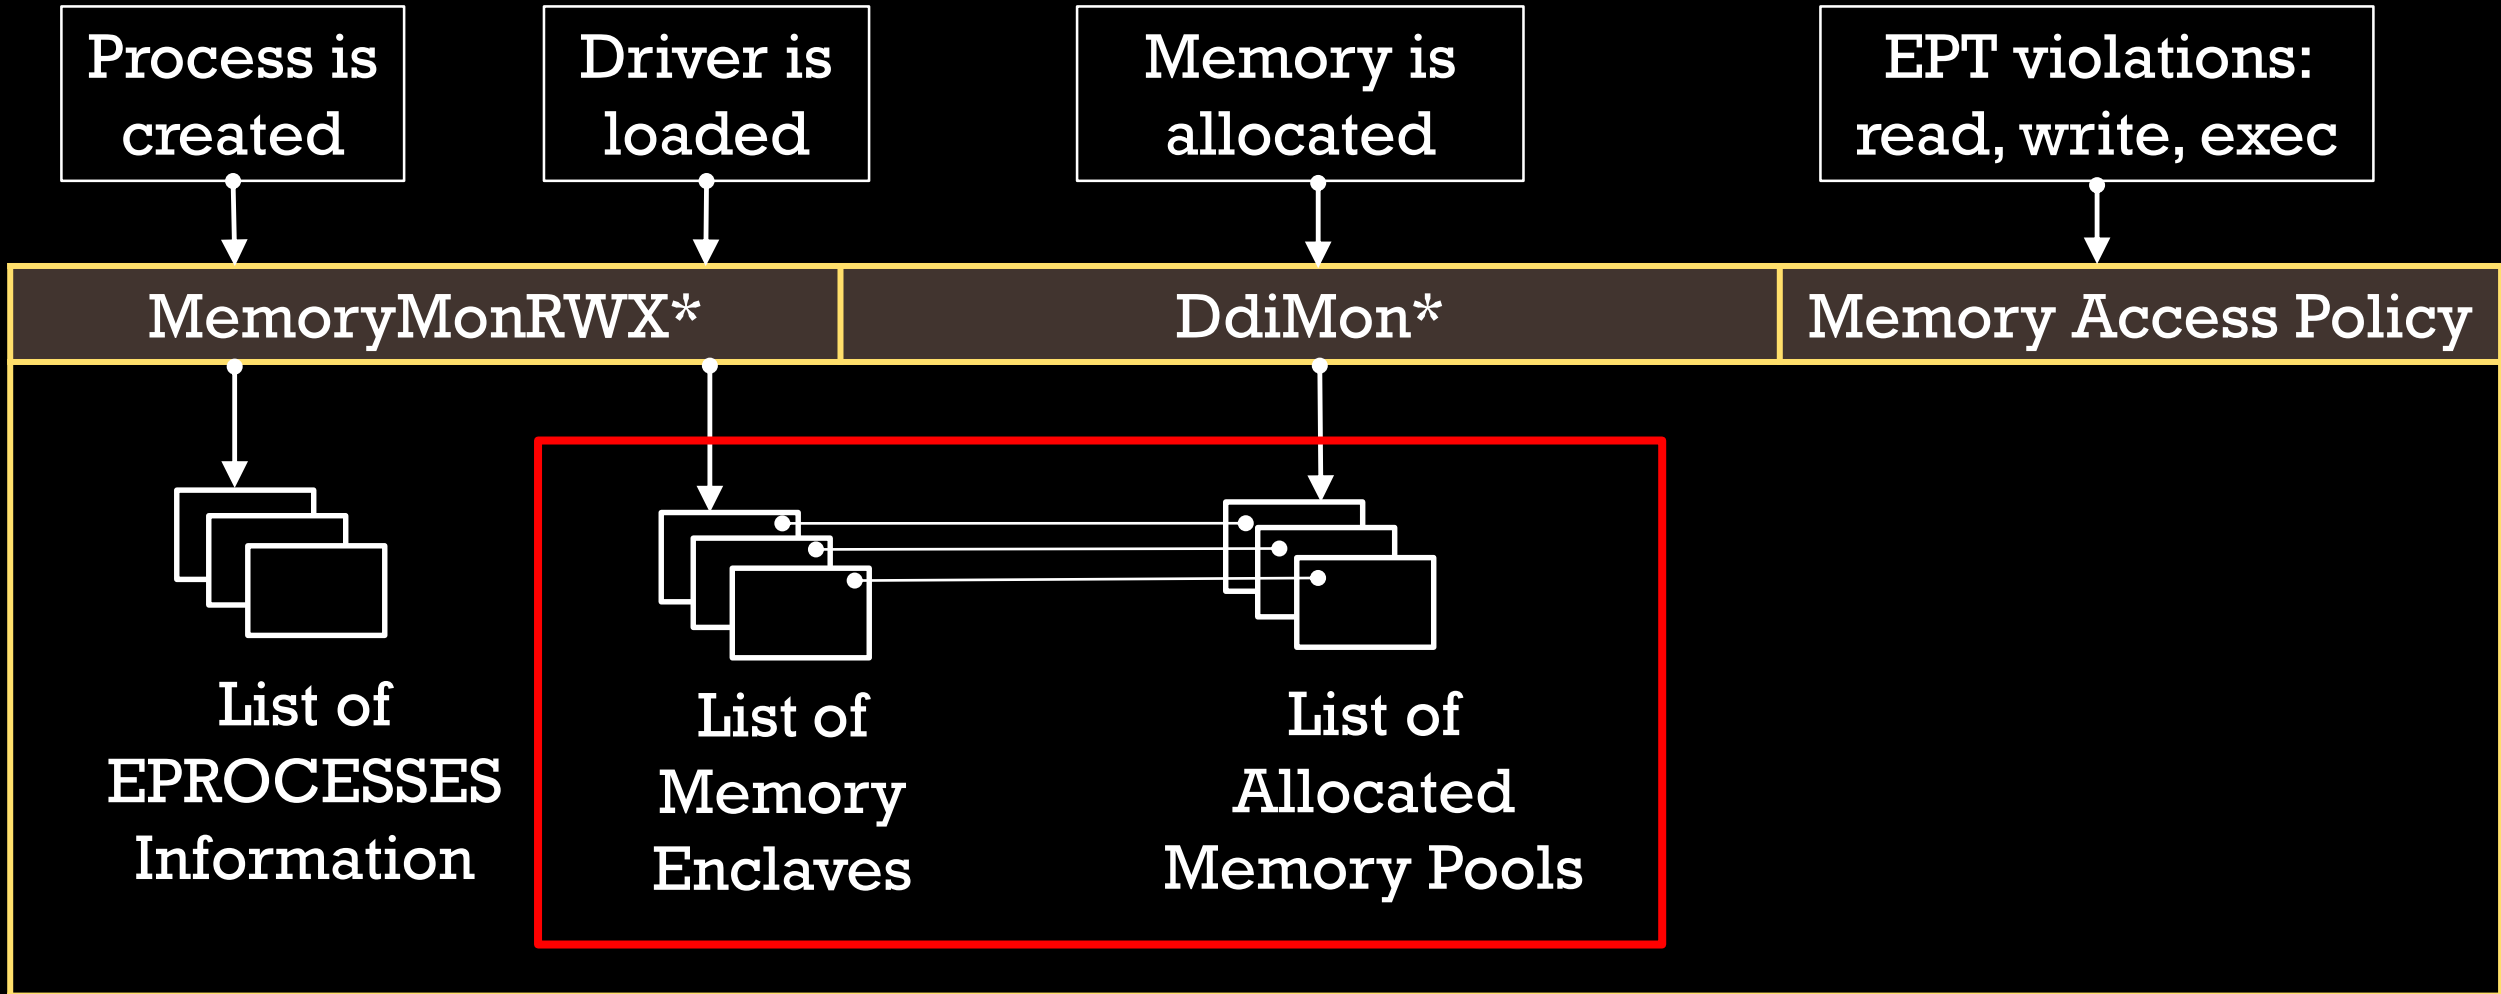 Process is
created
Driver is
loaded
Memory is
allocated
EPT violations:
read, write, exec
MemoryMonRWX*
DdiMon*
Memory Access Policy
List of
EPROCESSES
Information
List of
Memory
Enclaves
List of
Allocated
Memory Pools